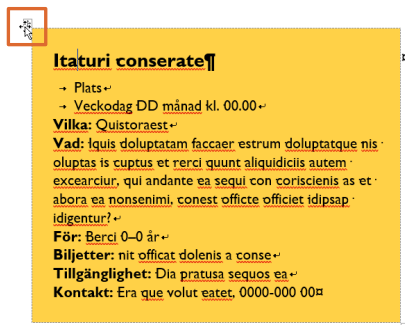 Itaturi conserate¶
→ Plats↵
→ Veckodag DD månad kl. 00.00↵
Vilka: Quistoraest↵
Vad: Iquis doluptatam faccaer estrum doluptatque nis
oluptas is cuptus et rerci quunt aliquidiciis autem
excearciur, qui andante ea sequi con coriscienis as et
abora ea nonsenimi, conest officte officiet idipsap
idigentur?↵
För: Berci 0–0 år↵
Biljetter: nit officat dolenis a conse↵
Tillgänglighet: Dia pratusa sequos ea↵
Kontakt: Era que volut eatet, 0000-000 00¤